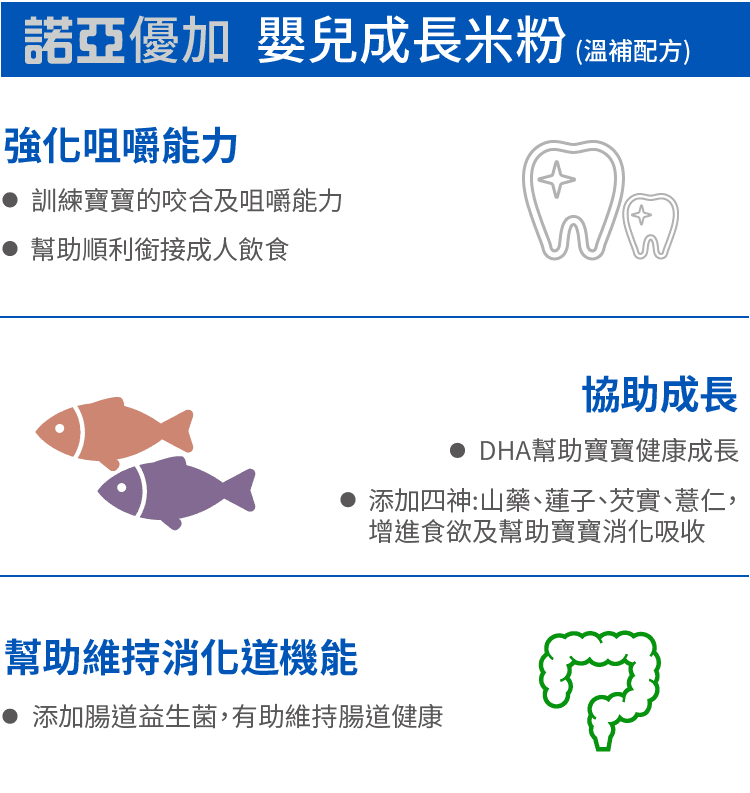 諾亞優加 嬰兒成長米粉(溫補配方)
強化咀嚼能力
● 訓練寶寶的咬合及咀嚼能力
● 幫助順利銜接成人飲食
協助成長
● DHA幫助寶寶健康成長
● 添加四神:山藥、蓮子、芡實、薏仁，
增進食欲及幫助寶寶消化吸收
幫助維持消化道機能
● 添加腸道益生菌，有助維持腸道健康